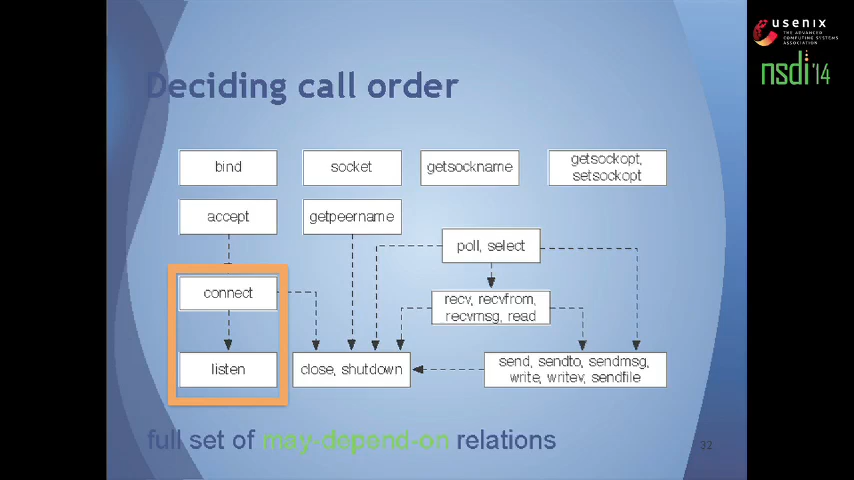 usenix
THE ADVANCED
COMPUTING SYSTEMS
ASSOCIATION
nsdi '14
Deciding call order
bind
socket
getsockname
getsockopt,
setsockopt
accept
getpeername
poll, select
connect
recv, recvfrom,
recvmsg, read
listen
close, shutdown
send, sendto, sendmsg,
write, writev, sendfile
full set of may-depend-on relations
32